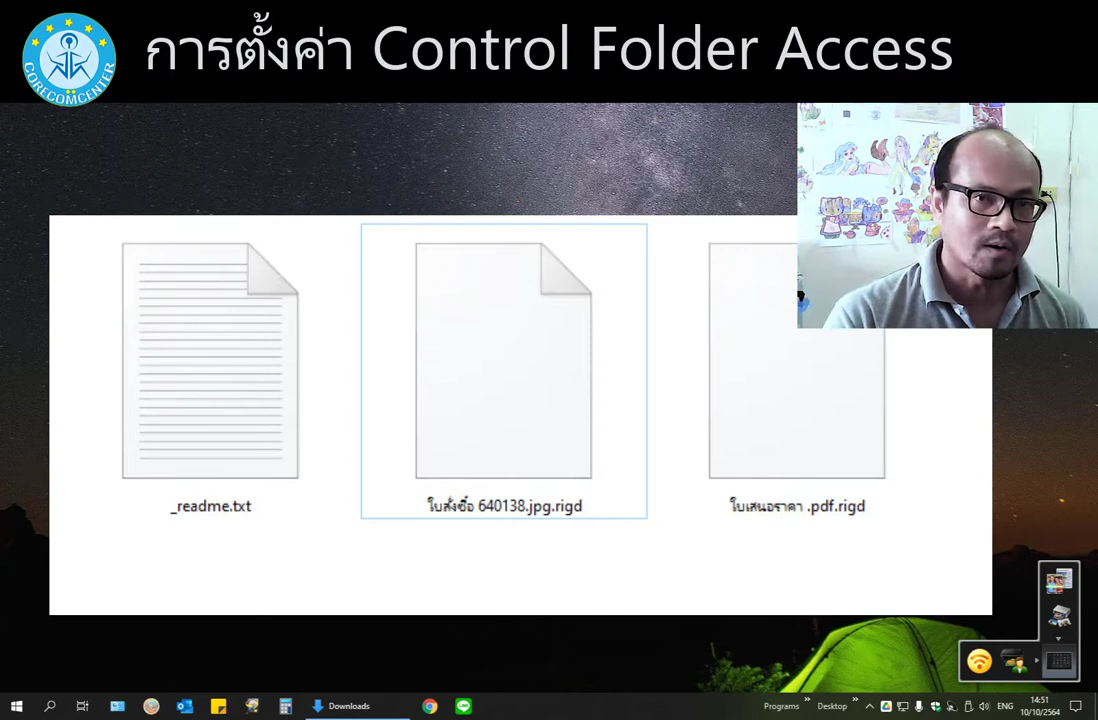 การตั้งค่า Control Folder Access
CORECOMCENTER
_readme.txt
ใบสั่งซื้อ 640138.jpg.rigd
ใบเสนอราคา .pdf.rigd
Downloads
Programs
Desktop
ENG
14:51
10/10/2564